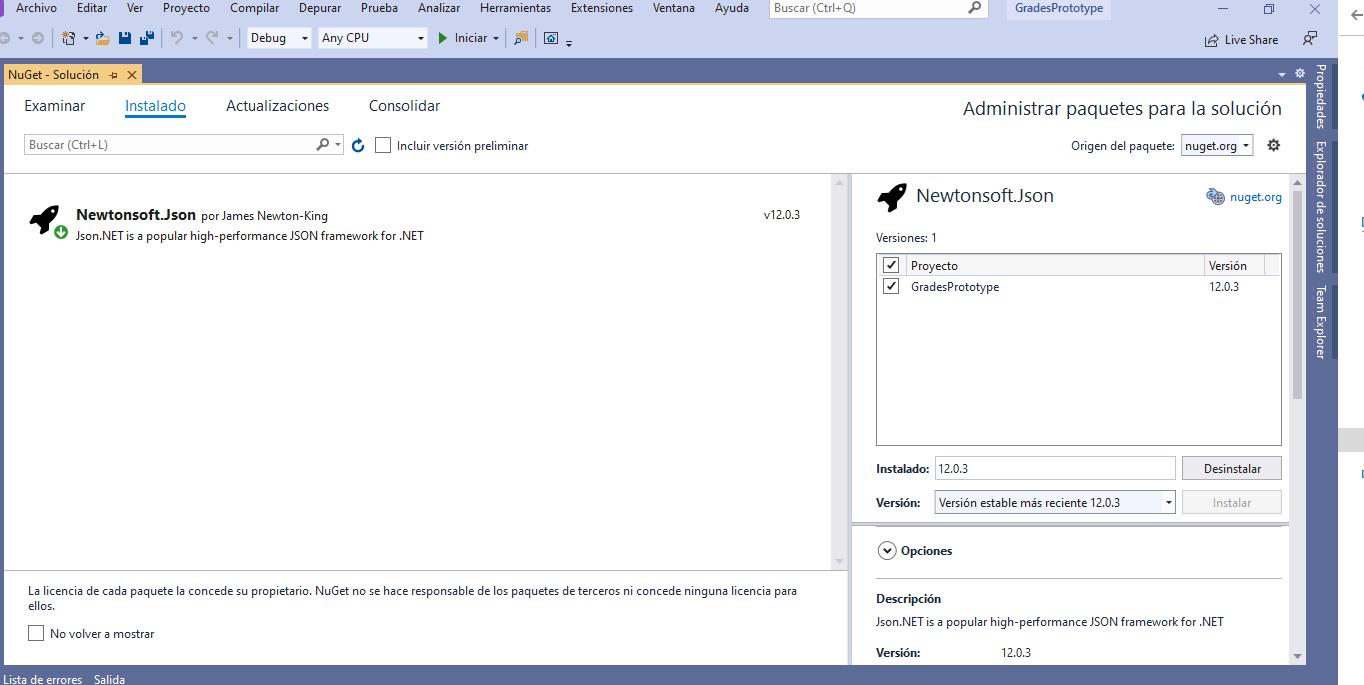 Archivo Editar Ver Proyecto Compilar Depurar Prueba Analizar Herramientas Extensiones Ventana Ayuda Buscar (Ctrl+Q) GradesPrototype
Debug Any CPU Iniciar Live Share
NuGet - Solución
Examinar Instalado Actualizaciones Consolidar Administrar paquetes para la solución
Buscar (Ctrl+L) Incluir versión preliminar Origen del paquete: nuget.org
Newtonsoft.Json por James Newton-King v12.0.3
Json.NET is a popular high-performance JSON framework for .NET
Newtonsoft.Json nuget.org
Versiones: 1
Proyecto Versión
GradesPrototype 12.0.3
Instalado: 12.0.3 Desinstalar
Versión: Versión estable más reciente 12.0.3 Instalar
Opciones
Descripción
Json.NET is a popular high-performance JSON framework for .NET
Versión: 12.0.3
La licencia de cada paquete la concede su propietario. NuGet no se hace responsable de los paquetes de terceros ni concede ninguna licencia para
ellos.
No volver a mostrar
Propiedades
Explorador de soluciones
Team Explorer
Lista de errores Salida